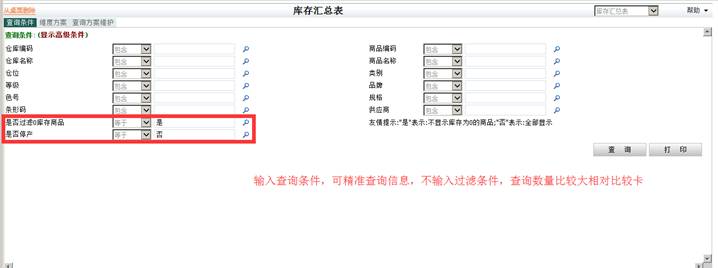 从桌面删除 库存汇总表 库存汇总表 帮助
查询条件 维度方案 查询方案维护
查询条件:(显示高级条件)
仓库编码 包含 商品编码 包含
仓库名称 包含 商品名称 包含
仓位 包含 类别 包含
等级 包含 品牌 包含
色号 包含 规格 包含
条形码 包含 供应商 包含
是否过滤0库存商品 等于 是 友情提示:"是"表示:不显示库存为0的商品;"否"表示:全部显示
是否停产 等于 否
查 询 打 印
输入查询条件，可精准查询信息，不输入过滤条件，查询数量比较大相对比较卡